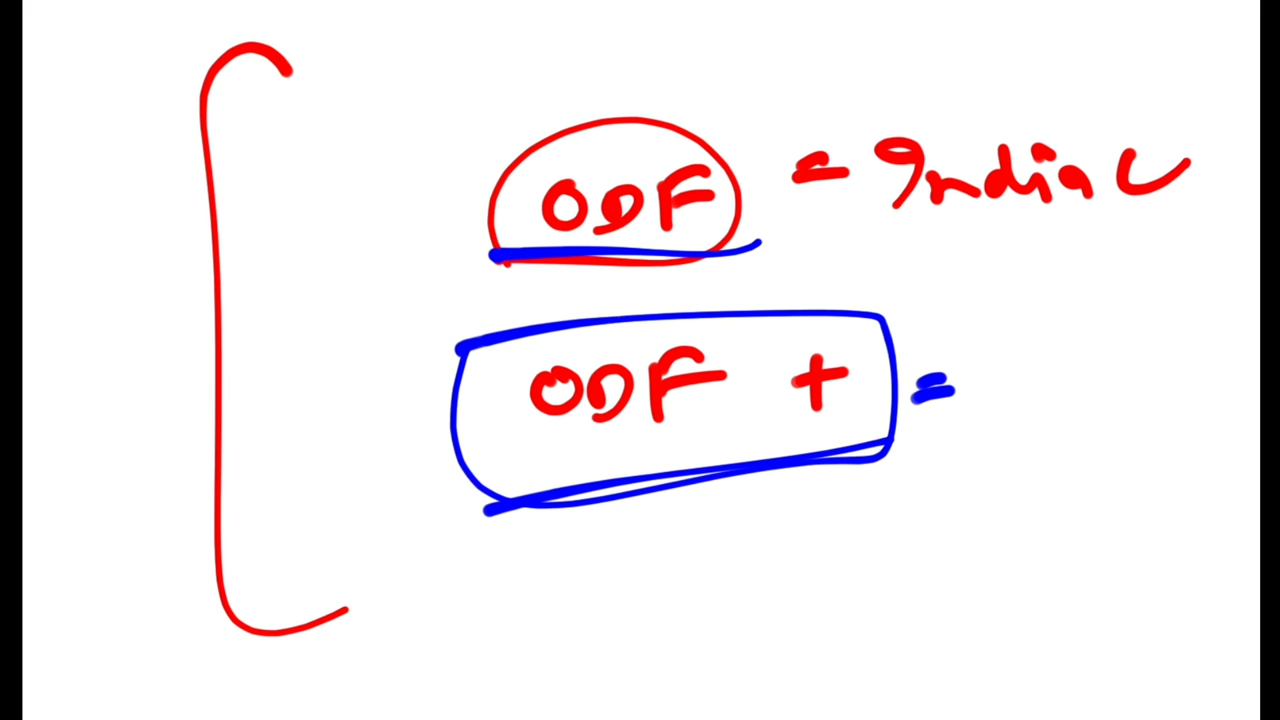 ODF = India
ODF + =